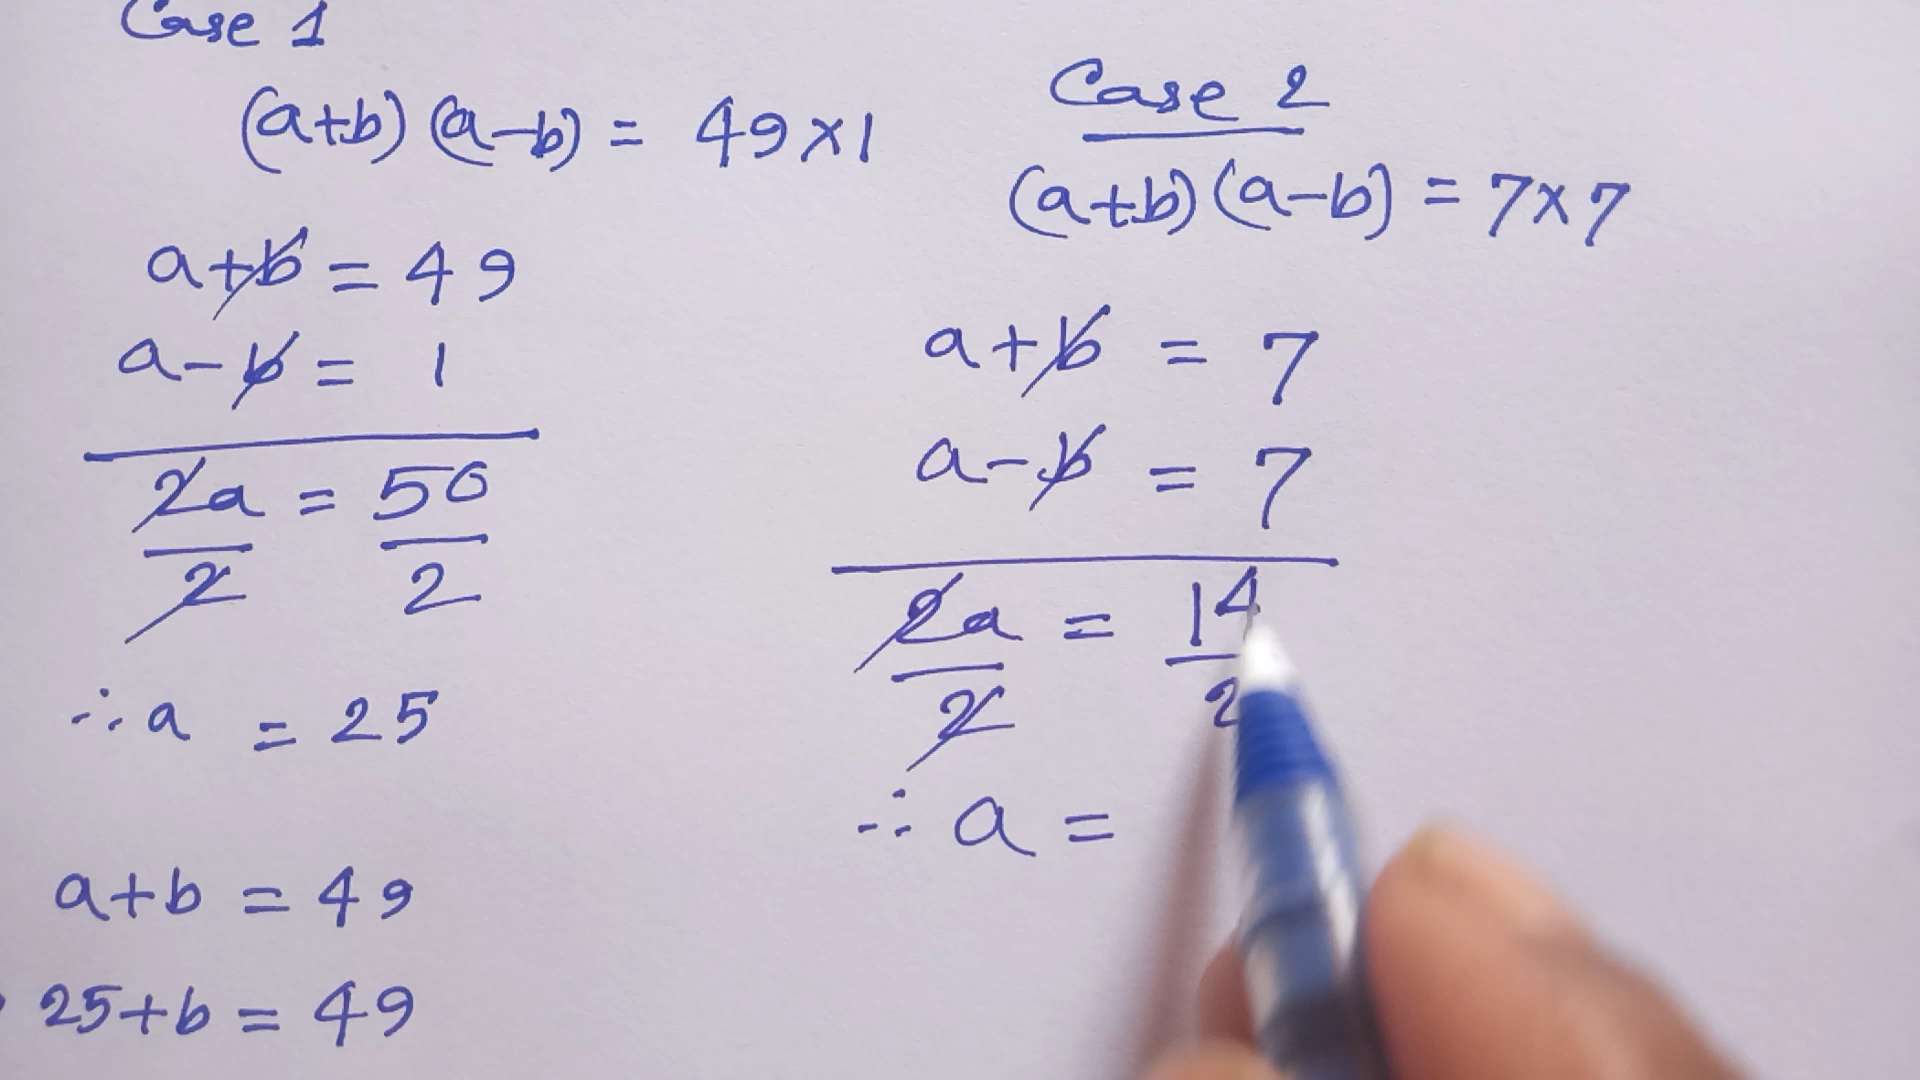 Case 1
(a+b) (a-b) = 49×1
a+b = 49
a-b = 1
2a = 50
2 2
∴ a = 25
a+b = 49
25+b = 49
Case 2
(a+b) (a-b) = 7×7
a+b = 7
a-b = 7
2a = 14
2 2
∴ a =